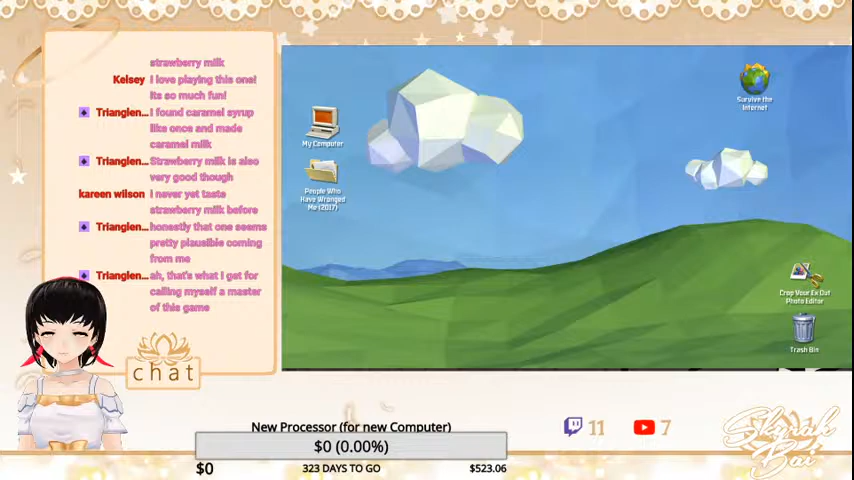 strawberry milk
Kelsey I love playing this one!
Its so much fun!
Trianglen... I found caramel syrup
like once and made
caramel milk
Trianglen... Strawberry milk is also
very good though
kareen wilson I never yet taste
strawberry milk before
Trianglen... honestly that one seems
pretty plausible coming
from me
Trianglen... ah, that's what I get for
calling myself a master
of this game
chat
My Computer
People Who
Have Wronged
Me (2017)
Survive the
Internet
Crop Your Ex Out
Photo Editor
Trash Bin
New Processor (for new Computer)
$0 (0.00%)
$0
323 DAYS TO GO
$523.06
11
7
Skyrah
Bai